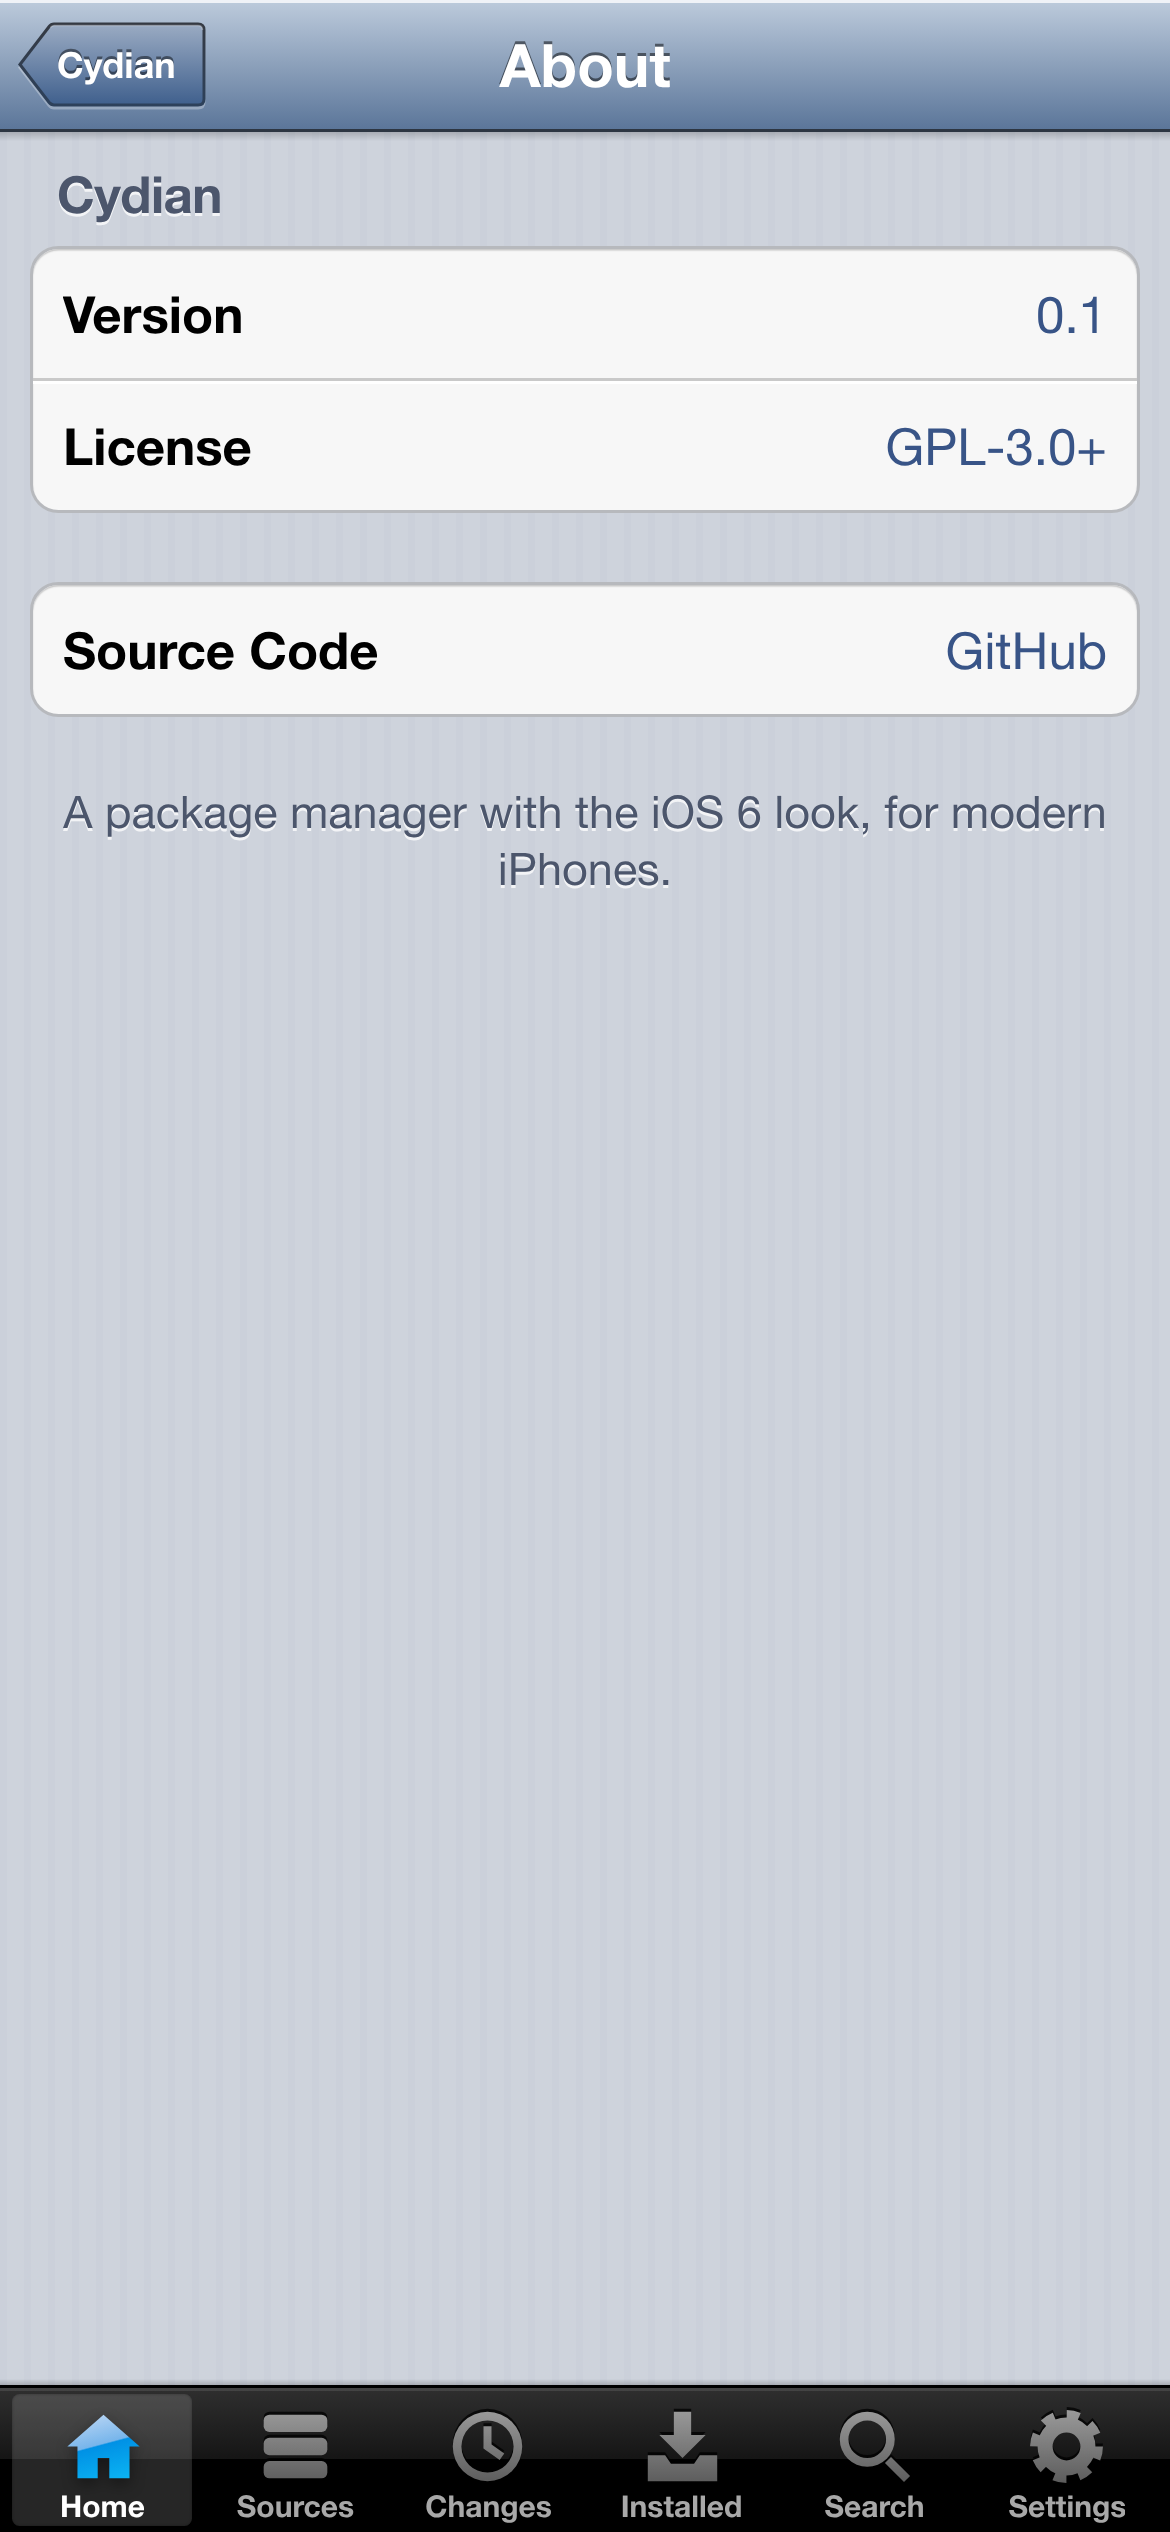 Cydian
About
Cydian
Version 0.1
License GPL-3.0+
Source Code GitHub
A package manager with the iOS 6 look, for modern
iPhones.
Home Sources Changes Installed Search Settings